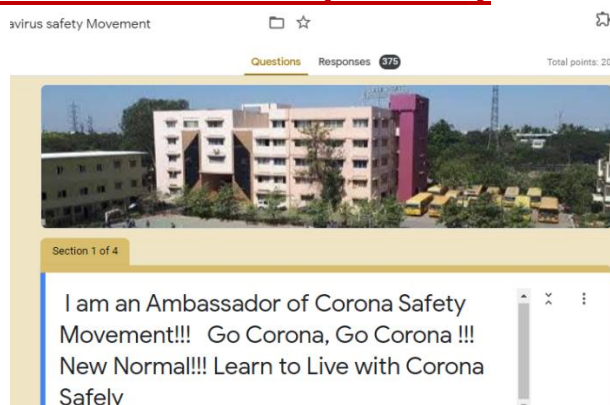 avirus safety Movement
Questions Responses 375 Total points: 20
Section 1 of 4
I am an Ambassador of Corona Safety
Movement!!! Go Corona, Go Corona !!!
New Normal!!! Learn to Live with Corona
Safely